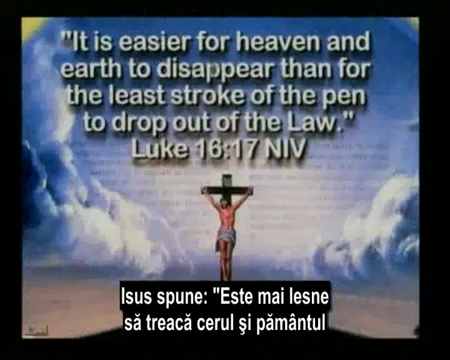 "It is easier for heaven and
earth to disappear than for
the least stroke of the pen
to drop out of the Law."
Luke 16:17 NIV
Isus spune: "Este mai lesne
să treacă cerul şi pământul